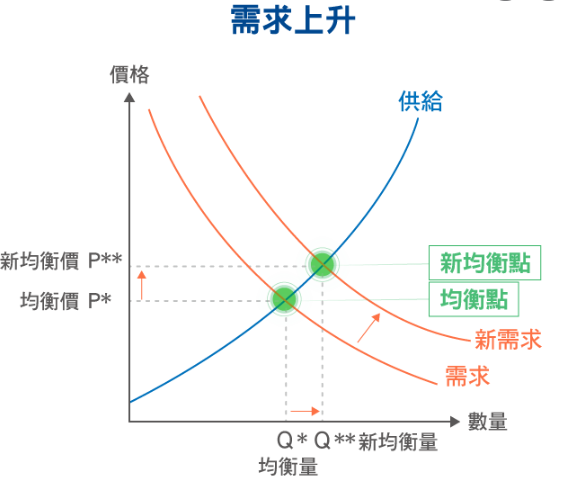 需求上升
價格
供給
新均衡價 P**
新均衡點
均衡價 P*
均衡點
新需求
需求
數量
Q* Q**新均衡量
均衡量